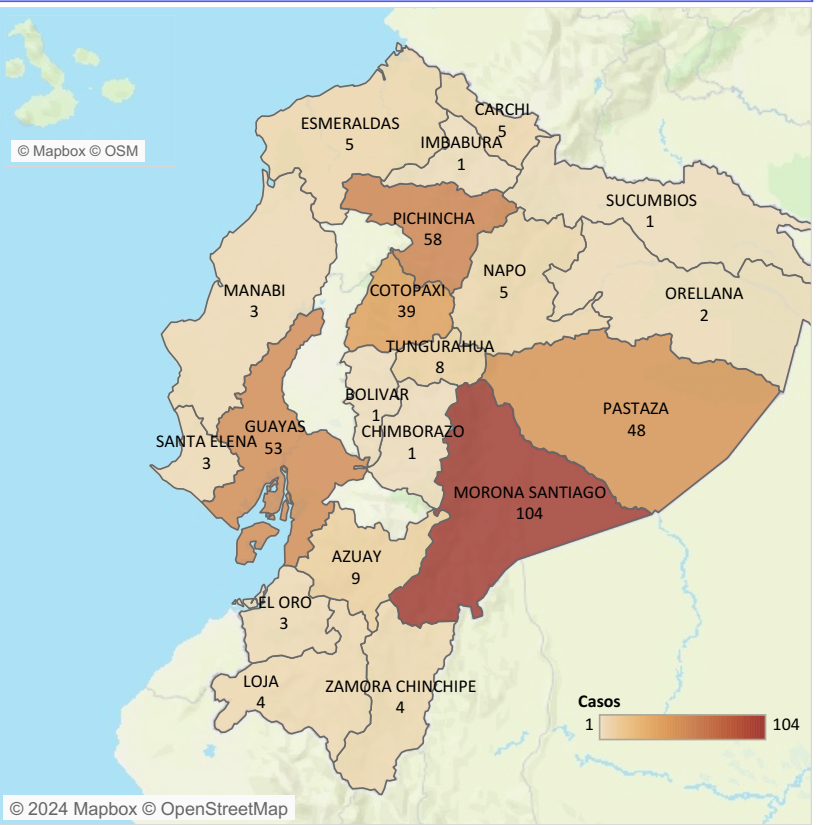 © Mapbox © OSM
ESMERALDAS
5
CARCHI
5
IMBABURA
1
SUCUMBIOS
1
PICHINCHA
58
NAPO
5
ORELLANA
2
MANABI
3
COTOPAXI
39
TUNGURAHUA
8
BOLIVAR
1
PASTAZA
48
GUAYAS
53
SANTA ELENA
3
CHIMBORAZO
1
MORONA SANTIAGO
104
AZUAY
9
EL ORO
3
LOJA
4
ZAMORA CHINCHIPE
4
Casos
1 104
© 2024 Mapbox © OpenStreetMap